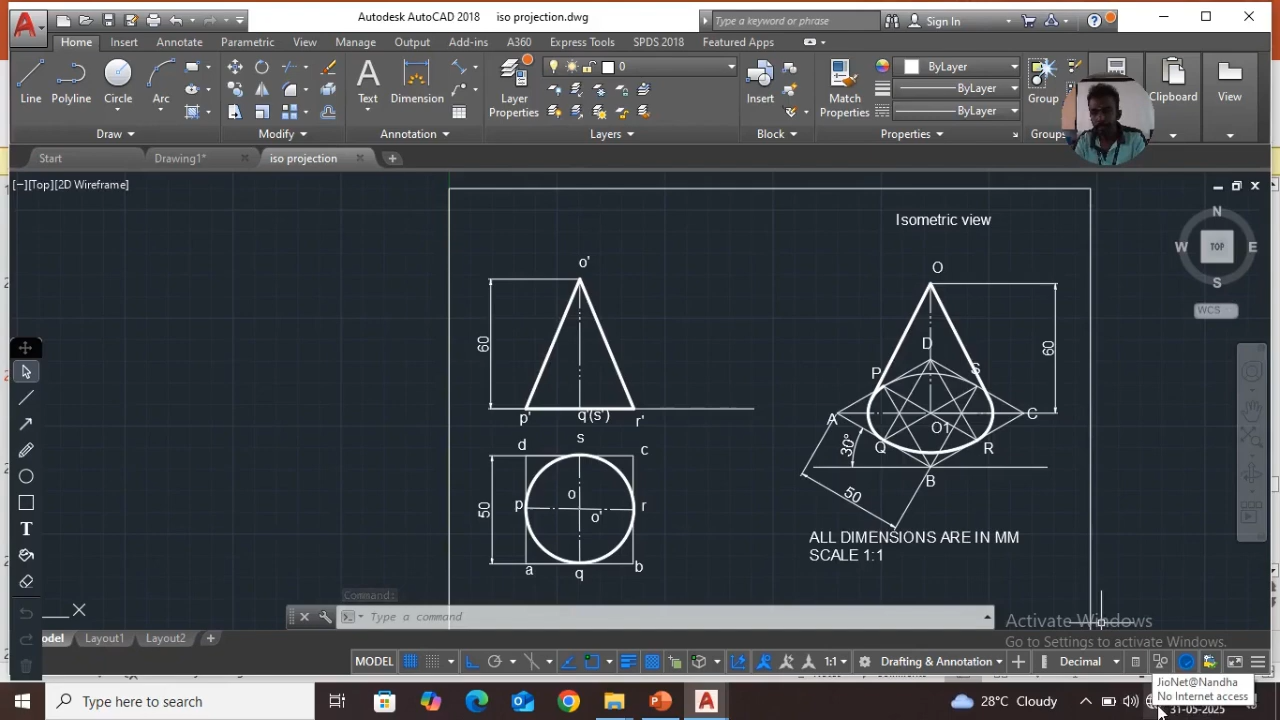 Autodesk AutoCAD 2018 iso projection.dwg
Type a keyword or phrase
Sign In
Home Insert Annotate Parametric View Manage Output Add-ins A360 Express Tools SPDS 2018 Featured Apps
Line Polyline Circle Arc
Text Dimension
Layer Properties
0
Insert
Match Properties
ByLayer
ByLayer
ByLayer
Group
Clipboard
View
Draw Modify Annotation Layers Block Properties Groups
Start Drawing1* iso projection
[−][Top][2D Wireframe]
Isometric view
N
W TOP E
S
WCS
o'
60
p' q'(s') r'
d s c
50
p o r
o'
a q b
O
60
D
P S
A O1 C
30°
Q R
B
50
ALL DIMENSIONS ARE IN MM
SCALE 1:1
X
Command:
Type a command
Activate Windows
Go to Settings to activate Windows.
odel Layout1 Layout2
MODEL 1:1 Drafting & Annotation Decimal
JioNet@Nandha
No Internet access
Type here to search
28°C Cloudy
31-05-2025